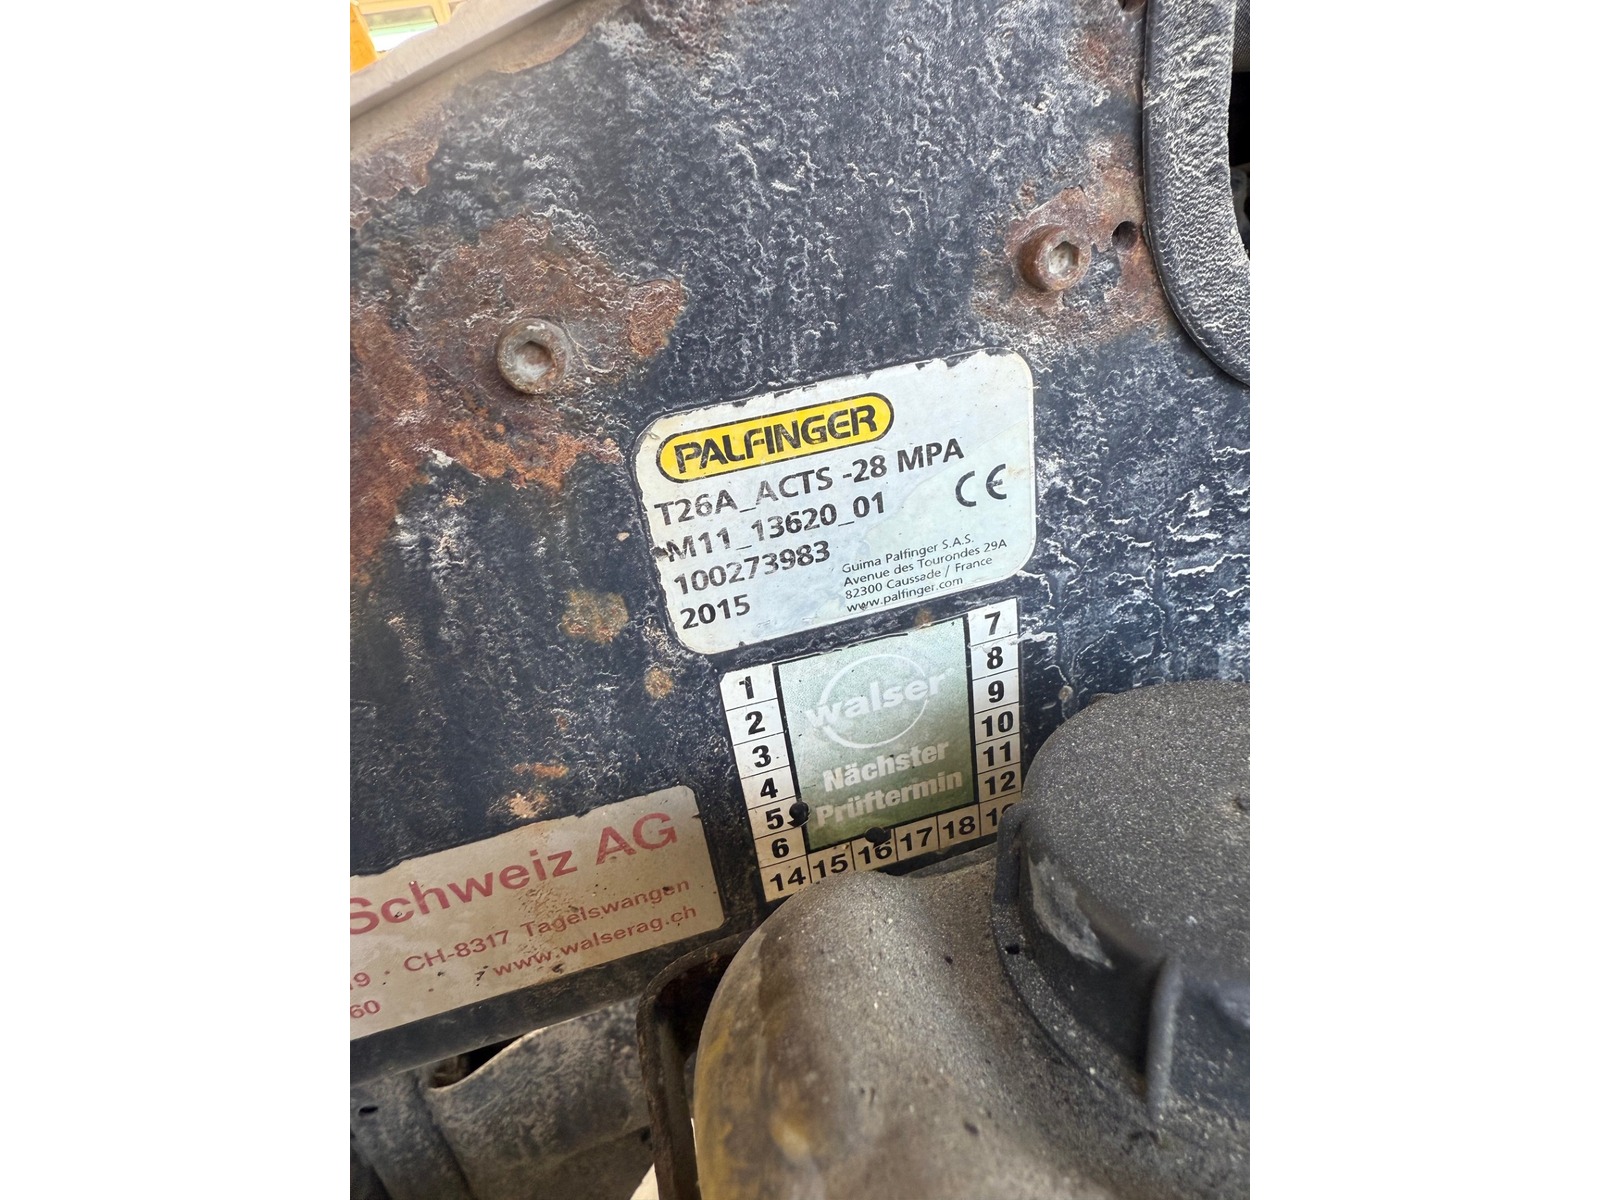 PALFINGER
T26A_ACTS -28 MPA
M11_13620_01
CE
100273983
2015
Guima Palfinger S.A.S.
Avenue des Tourondes 29A
82300 Caussade / France
www.palfinger.com
1
2
3
4
5
6
walser
Nächster
Prüftermin
7
8
9
10
11
12
14 15 16 17 18
Schweiz AG
CH-8317 Tagelswangen
www.walserag.ch
60